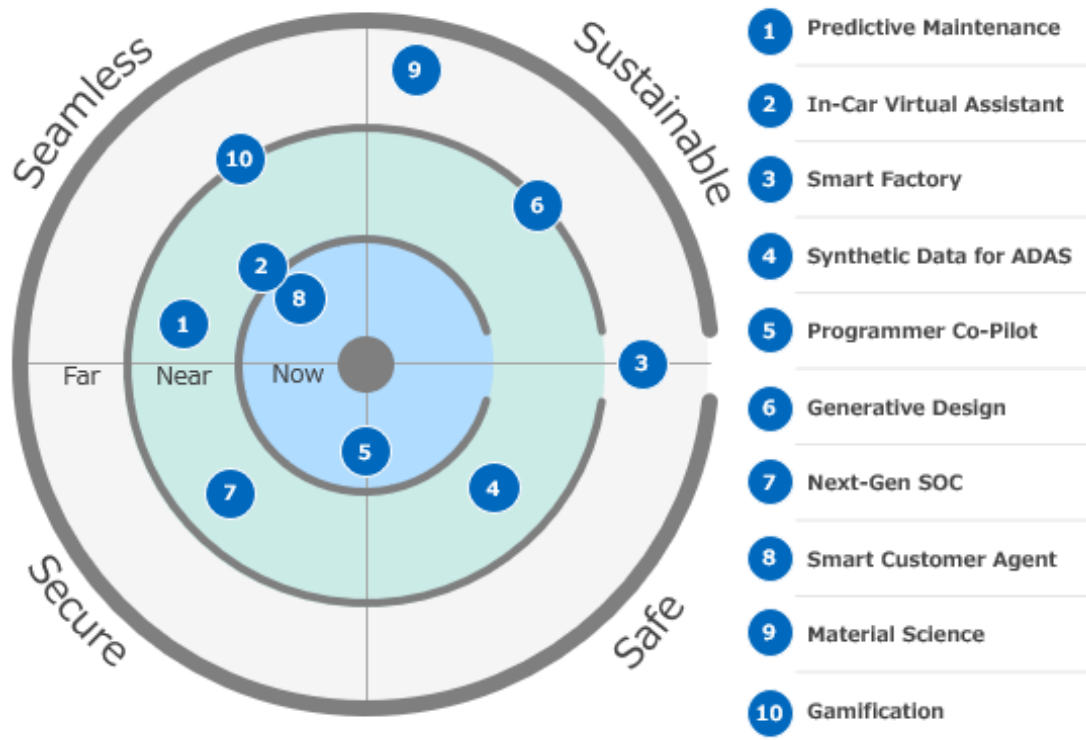 Seamless
Sustainable
Secure
Safe
Far
Near
Now
9
10
6
2
8
1
3
5
7
4
1 Predictive Maintenance
2 In-Car Virtual Assistant
3 Smart Factory
4 Synthetic Data for ADAS
5 Programmer Co-Pilot
6 Generative Design
7 Next-Gen SOC
8 Smart Customer Agent
9 Material Science
10 Gamification